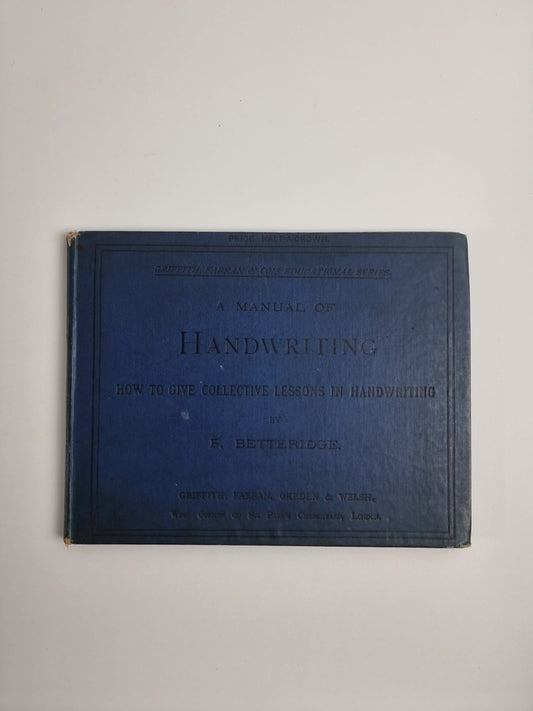 PRICE HALF-A-CROWN.
GRIFFITH, FARRAN & CO'S EDUCATIONAL SERIES.
A MANUAL OF
HANDWRITING
HOW TO GIVE COLLECTIVE LESSONS IN HANDWRITING
BY
F. BETTERIDGE.
GRIFFITH, FARRAN, OKEDEN & WELSH,
WEST CORNER OF ST. PAUL'S CHURCHYARD, LONDON.